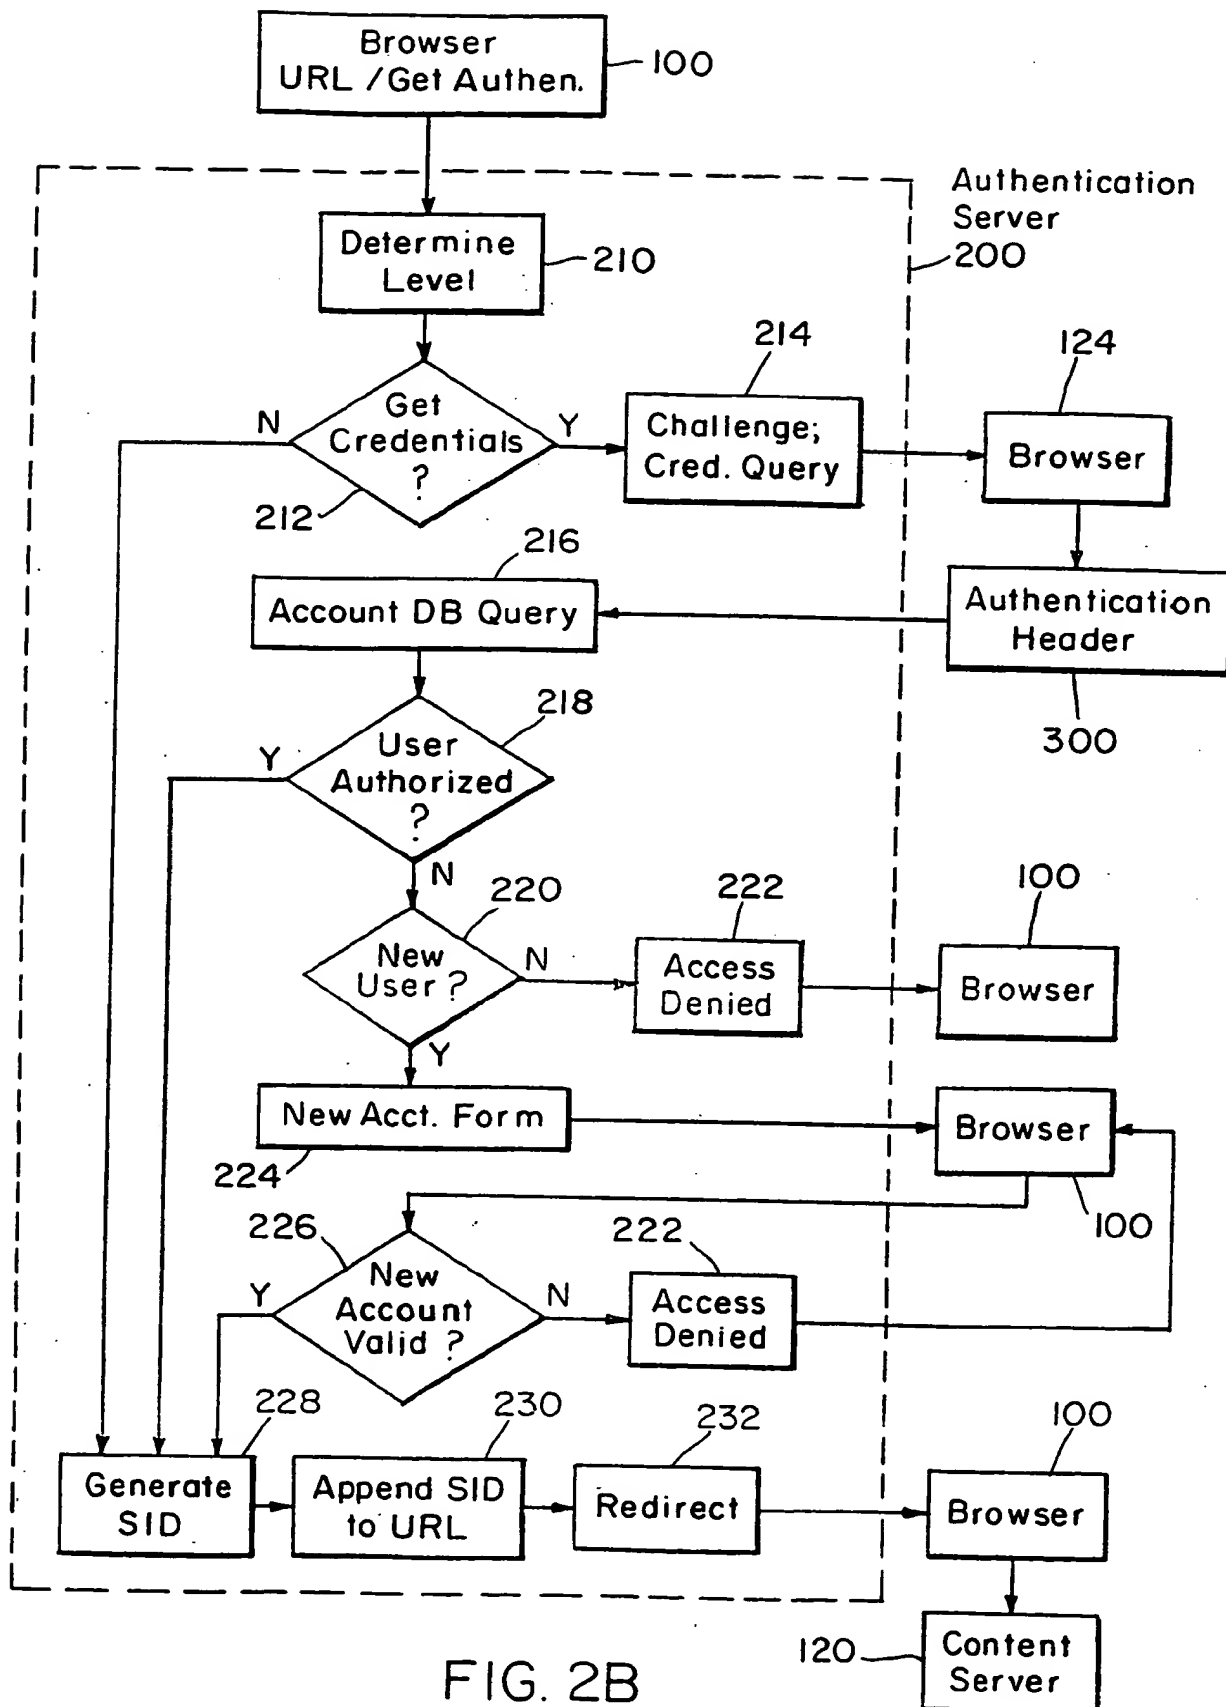 Browser
URL /Get Authen.
100
Authentication
Server
200
Determine
Level
210
214
124
N
Get
Credentials
?
Y
Challenge;
Cred. Query
Browser
212
216
Account DB Query
Authentication
Header
218
300
Y
User
Authorized
?
N
220
222
100
New
User ?
N
Access
Denied
Browser
Y
New Acct. Form
Browser
224
100
226
222
Y
New
Account
Valid ?
N
Access
Denied
228
230
232
100
Generate
SID
Append SID
to URL
Redirect
Browser
120
Content
Server
FIG. 2B